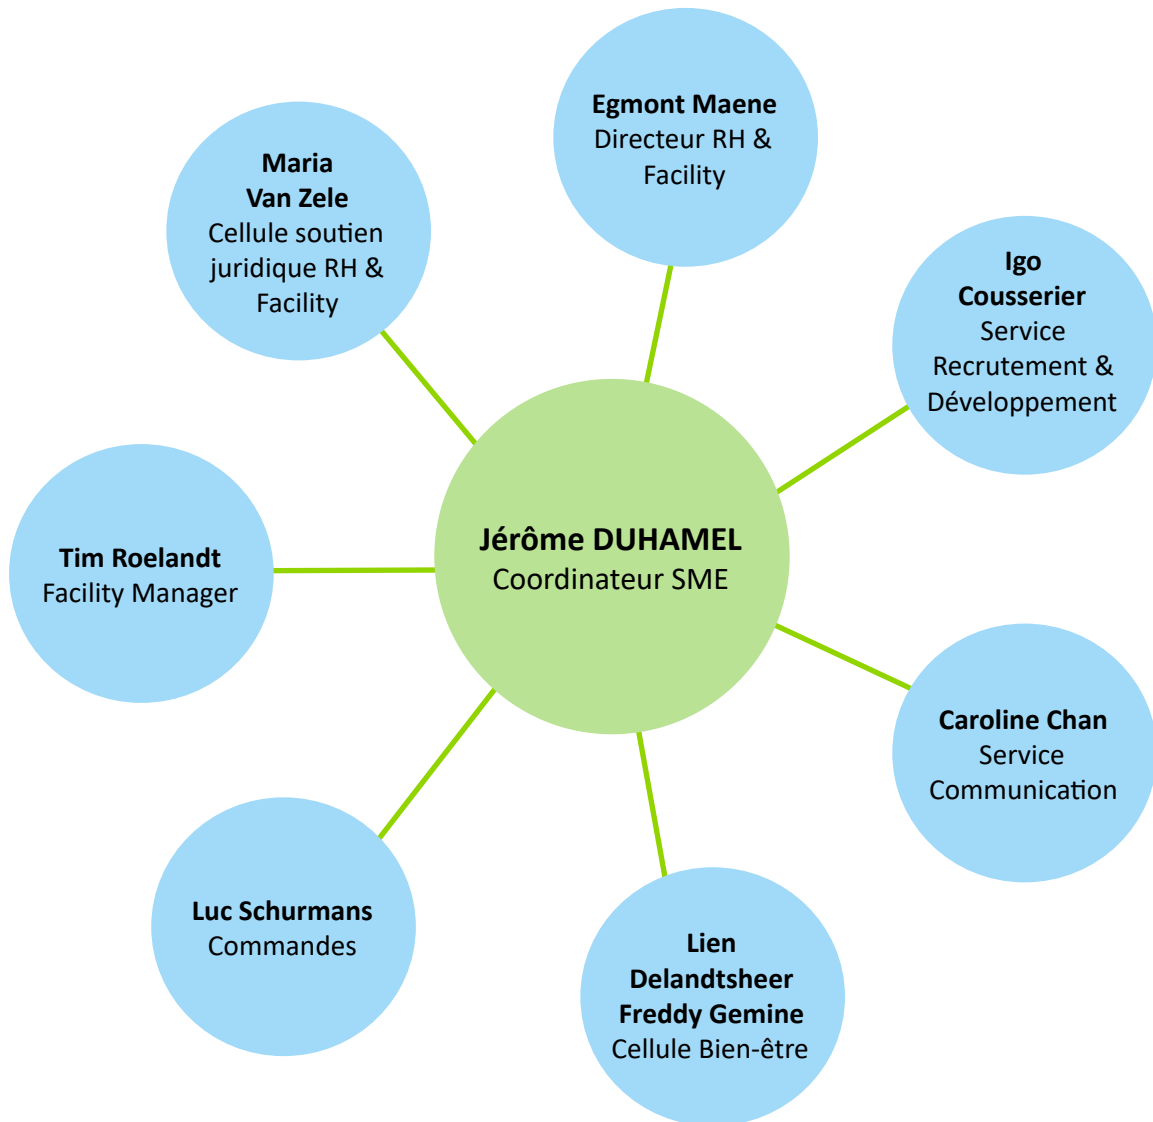 Egmont Maene
Directeur RH &
Facility
Maria
Van Zele
Cellule soutien
juridique RH &
Facility
Igo
Cousserier
Service
Recrutement &
Développement
Jérôme DUHAMEL
Coordinateur SME
Tim Roelandt
Facility Manager
Caroline Chan
Service
Communication
Luc Schurmans
Commandes
Lien
Delandtsheer
Freddy Gemine
Cellule Bien-être